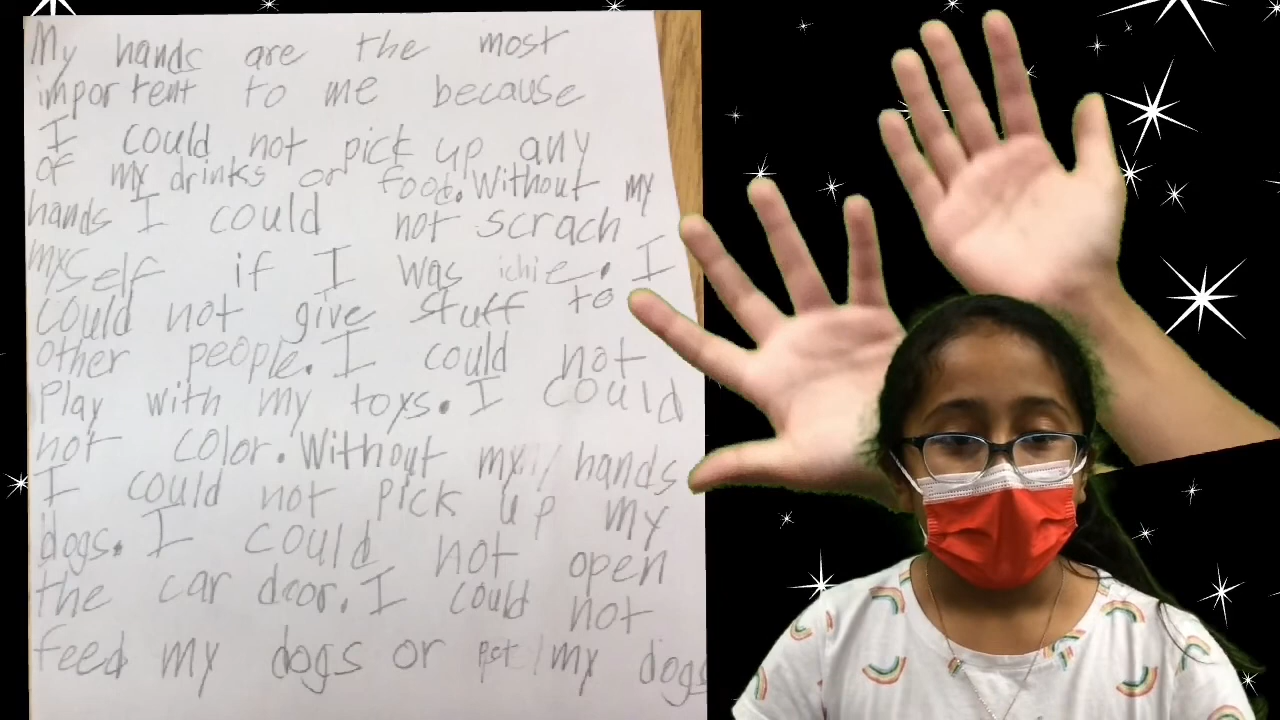 My hands are the most
important to me because
I could not pick up any
of my drinks or food. Without my
hands I could not scrach
myself if I was ichie. I
could not give stuff to
other people. I could not
Play with my toys. I could
not color. Without my hands
I could not pick up my
dogs. I could not open
the car door. I could not
feed my dogs or pet my dogs